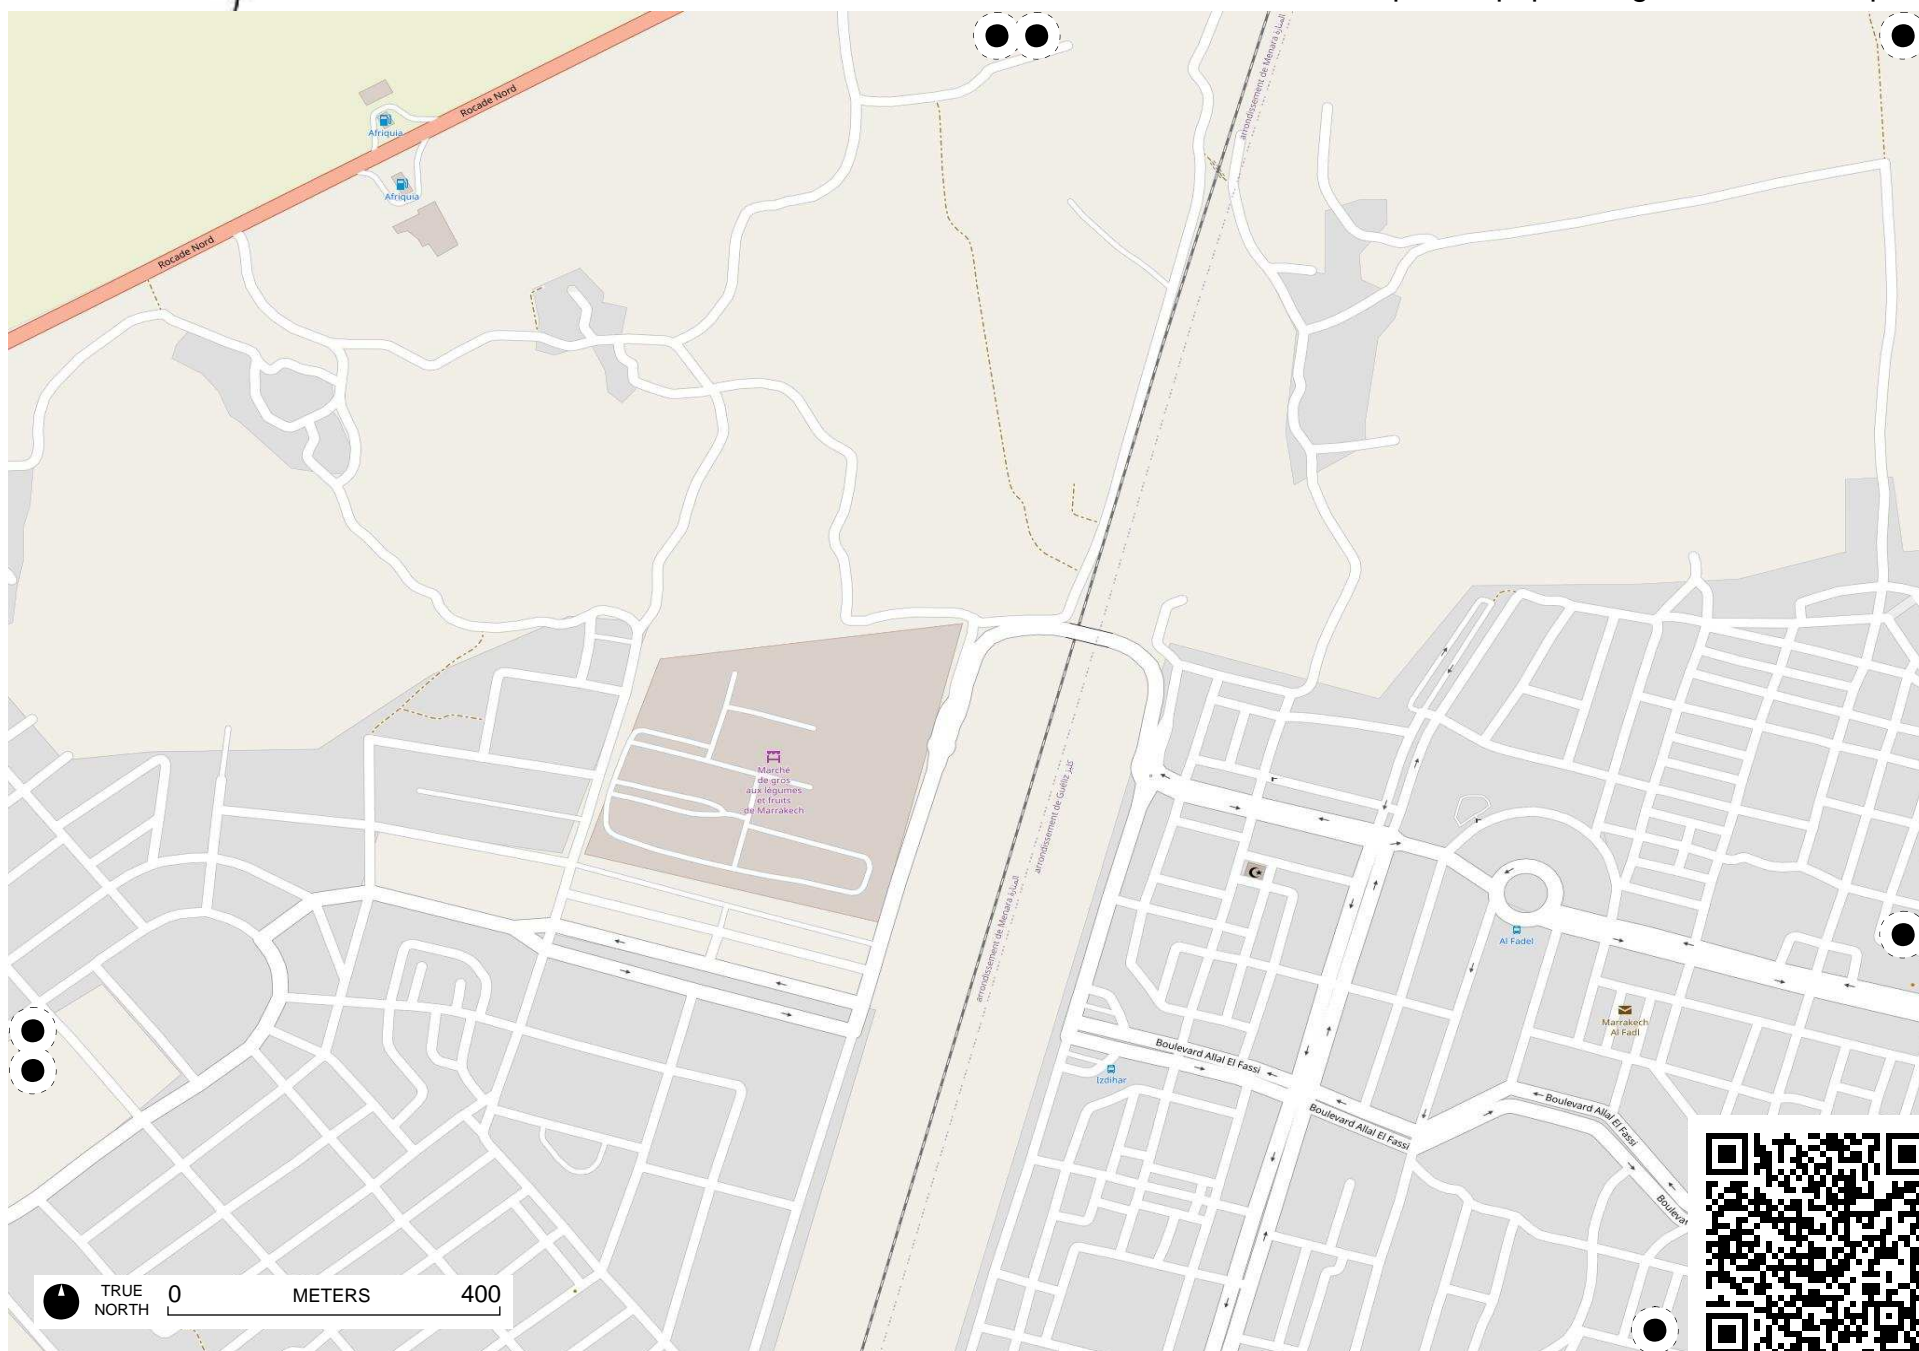 Rocade Nord
Afriquia
Afriquia
Rocade Nord
arrondissement de Menara المنارة
Marché
de gros
aux légumes
et fruits
de Marrakech
arrondissement de Guéliz گليز
arrondissement de Menara المنارة
Al Fadel
Marrakech
Al Fadl
Boulevard Allal El Fassi
Izdihar
Boulevard Allal El Fassi
Boulevard Allal El Fassi
Boulevar
TRUE
NORTH
0 METERS 400